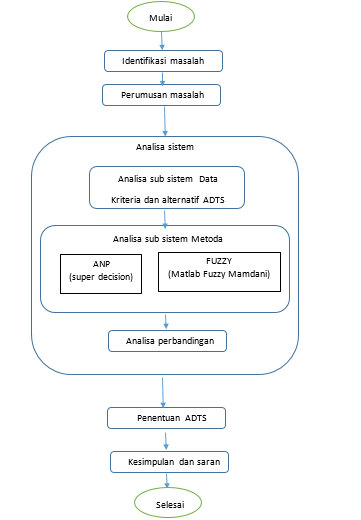 Mulai
Identifikasi masalah
Perumusan masalah
Analisa sistem
Analisa sub sistem Data
Kriteria dan alternatif ADTS
Analisa sub sistem Metoda
ANP
(super decision)
FUZZY
(Matlab Fuzzy Mamdani)
Analisa perbandingan
Penentuan ADTS
Kesimpulan dan saran
Selesai